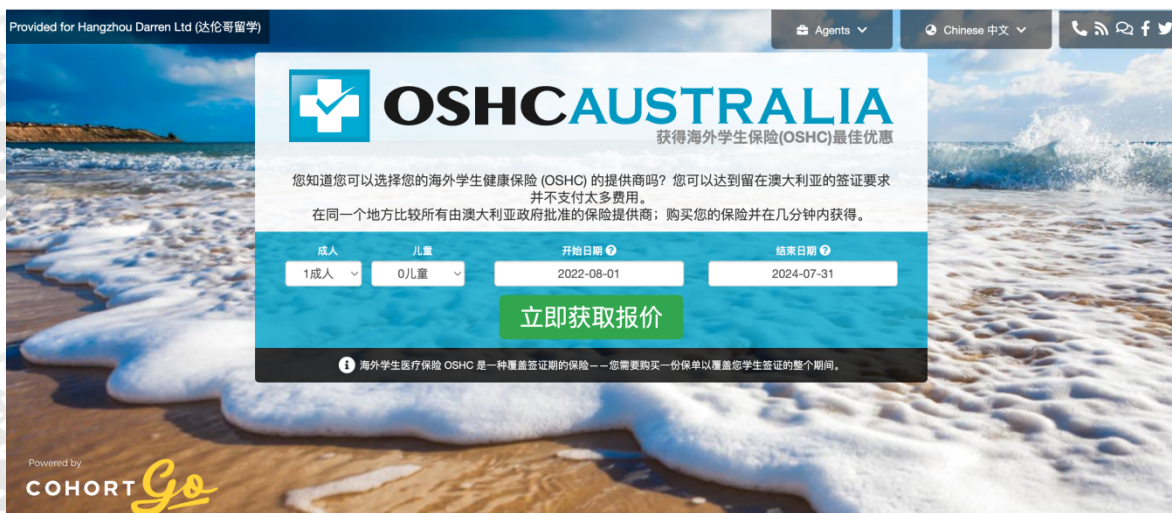 Provided for Hangzhou Darren Ltd (达伦哥留学)
Agents
Chinese 中文
OSHCAUSTRALIA
获得海外学生保险(OSHC)最佳优惠
您知道您可以选择您的海外学生健康保险 (OSHC) 的提供商吗？您可以达到留在澳大利亚的签证要求
并不支付太多费用。
在同一个地方比较所有由澳大利亚政府批准的保险提供商；购买您的保险并在几分钟内获得。
成人 儿童 开始日期 结束日期
1成人 0儿童 2022-08-01 2024-07-31
立即获取报价
海外学生医疗保险 OSHC 是一种覆盖签证期的保险——您需要购买一份保单以覆盖您学生签证的整个期间。
Powered by
COHORT Go